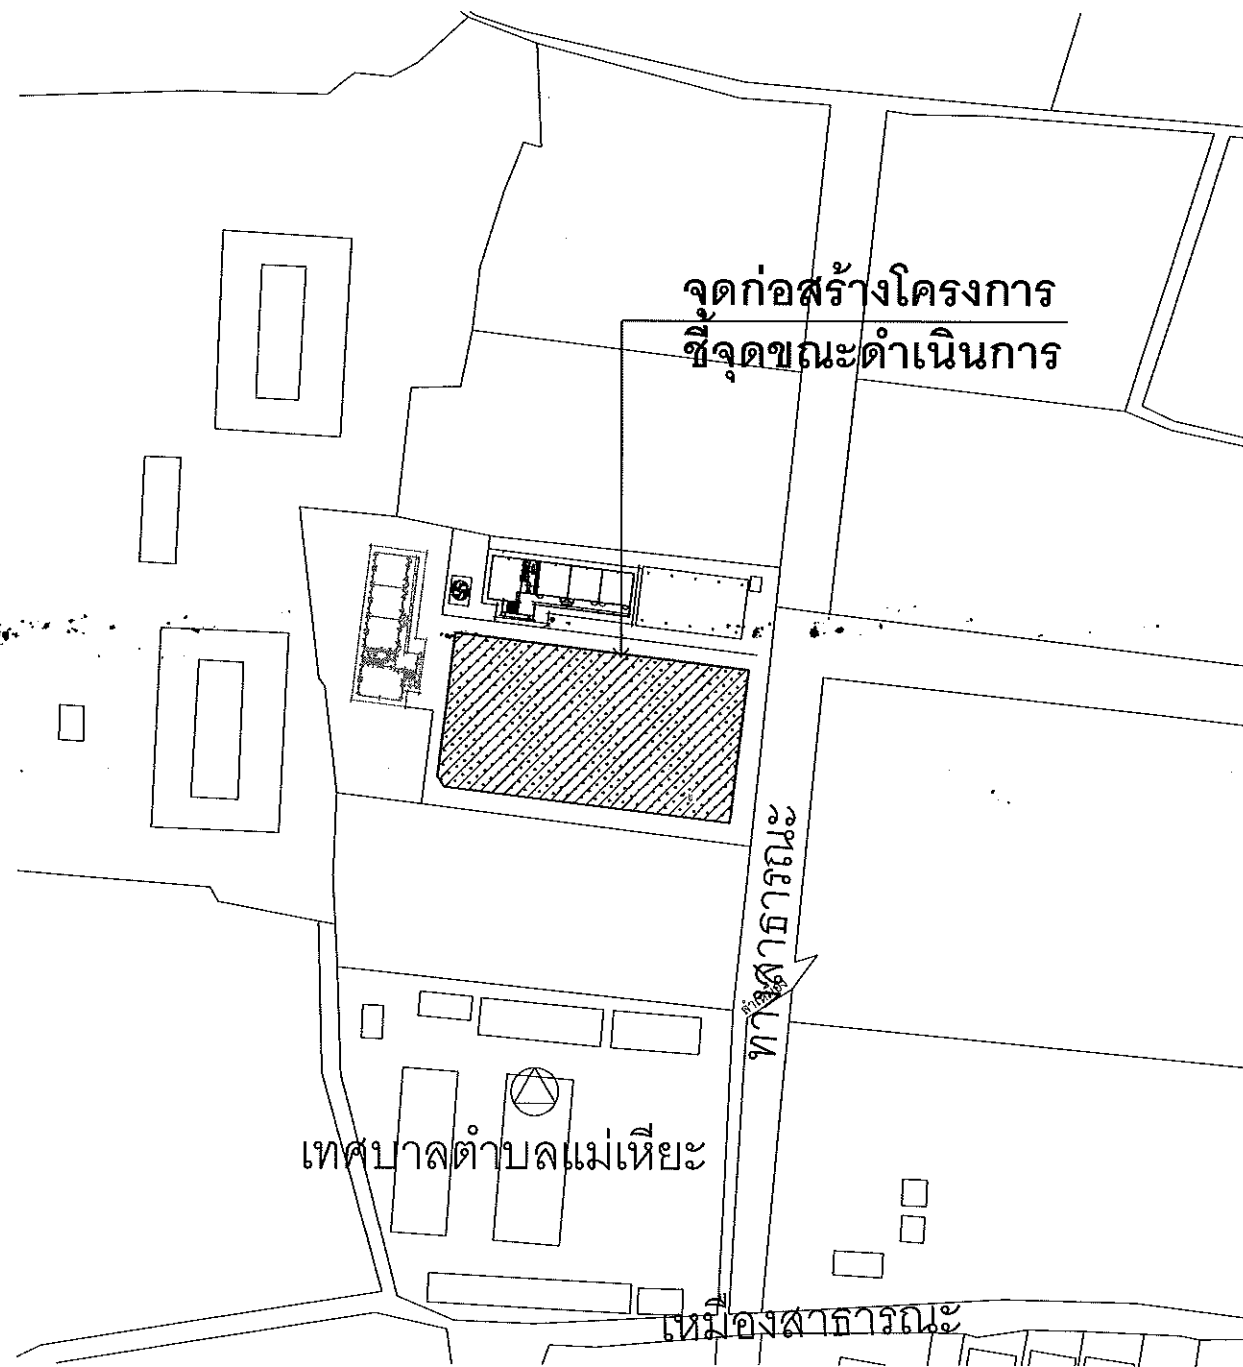 จุดก่อสร้างโครงการ
ชี้จุดขณะดำเนินการ
ทางสาธารณะ
เทศบาลตำบลแม่เหียะ
เหมืองสาธารณะ